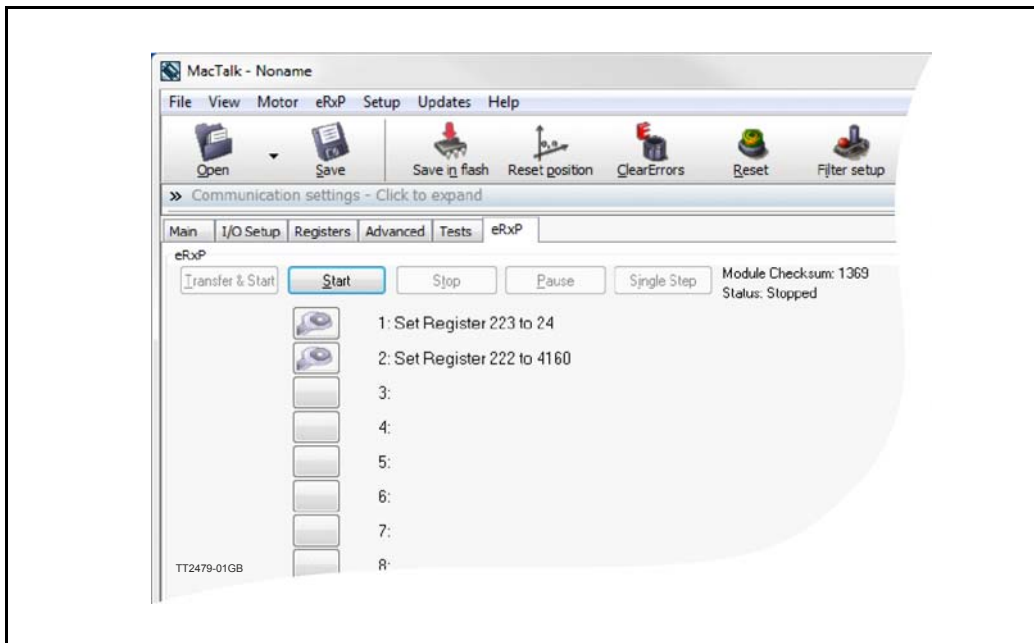 MacTalk - Noname
File View Motor eRxP Setup Updates Help
Open Save Save in flash Reset position ClearErrors Reset Filter setup
» Communication settings - Click to expand
Main I/O Setup Registers Advanced Tests eRxP
eRxP
Transfer & Start Start Stop Pause Single Step Module Checksum: 1369
Status: Stopped
1: Set Register 223 to 24
2: Set Register 222 to 4160
3:
4:
5:
6:
7:
8:
TT2479-01GB